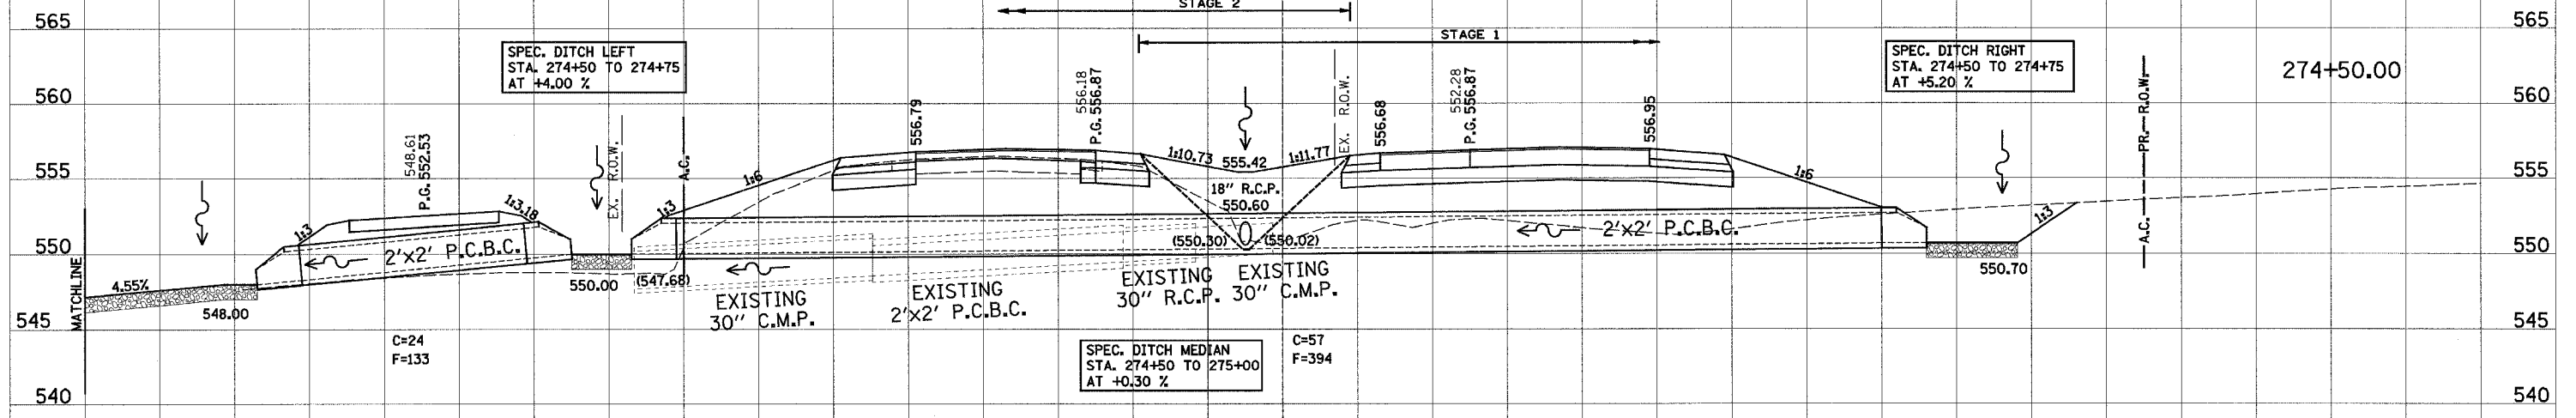 STAGE 2
565
565
STAGE 1
SPEC. DITCH LEFT
STA. 274+50 TO 274+75
AT +4.00 %
SPEC. DITCH RIGHT
STA. 274+50 TO 274+75
AT +5.20 %
274+50.00
560
560
556.18
P.G. 556.87
EX. R.O.W.
552.28
P.G. 556.87
A.C. PR. R.O.W.
556.79
556.68
556.95
548.61
P.G. 552.53
EX. R.O.W.
A.C.
555
555
1:6
1:10.73
555.42
1:11.77
1:6
18" R.C.P.
550.60
1:3
1:3.18
1:3
1:3
550
550
2'x2' P.C.B.C.
(550.30)
(550.02)
2'x2' P.C.B.C.
MATCHLINE
4.55%
548.00
550.00
(547.68)
550.70
EXISTING
30" C.M.P.
EXISTING
2'x2' P.C.B.C.
EXISTING
30" R.C.P.
EXISTING
30" C.M.P.
545
545
C=24
F=133
SPEC. DITCH MEDIAN
STA. 274+50 TO 275+00
AT +0.30 %
C=57
F=394
540
540